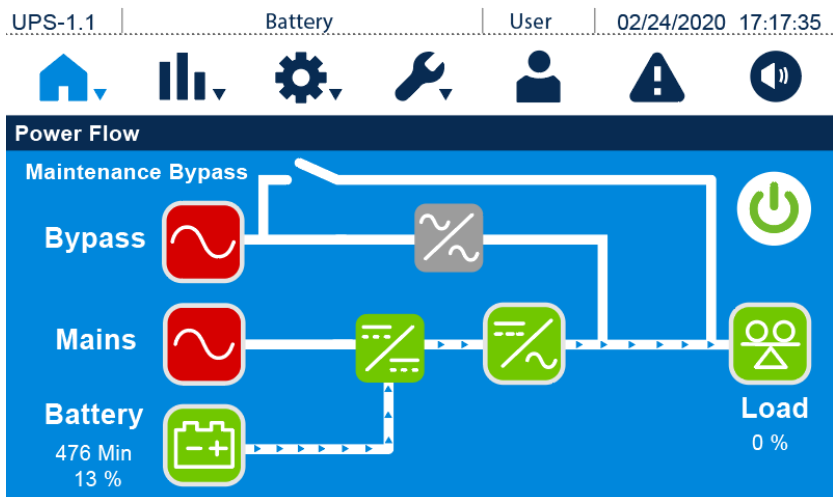 UPS-1.1 Battery User 02/24/2020 17:17:35
Power Flow
Maintenance Bypass
Bypass
Mains
Battery
476 Min
13 %
Load
0 %